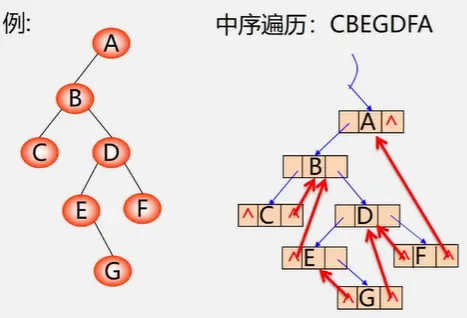 例:
中序遍历：CBEGDFA
A
B
C
D
E
F
G
A ^
B
^ C ^
D
^ E
^ F ^
^ G ^